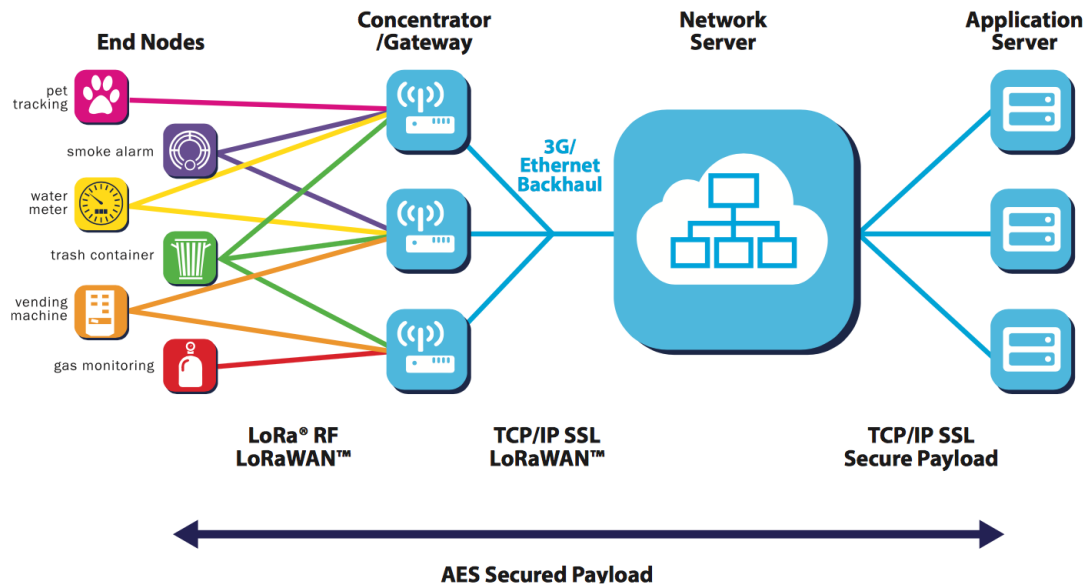 End Nodes
Concentrator
/Gateway
Network
Server
Application
Server
pet
tracking
smoke alarm
water
meter
trash container
vending
machine
gas monitoring
3G/
Ethernet
Backhaul
LoRa® RF
LoRaWAN™
TCP/IP SSL
LoRaWAN™
TCP/IP SSL
Secure Payload
AES Secured Payload